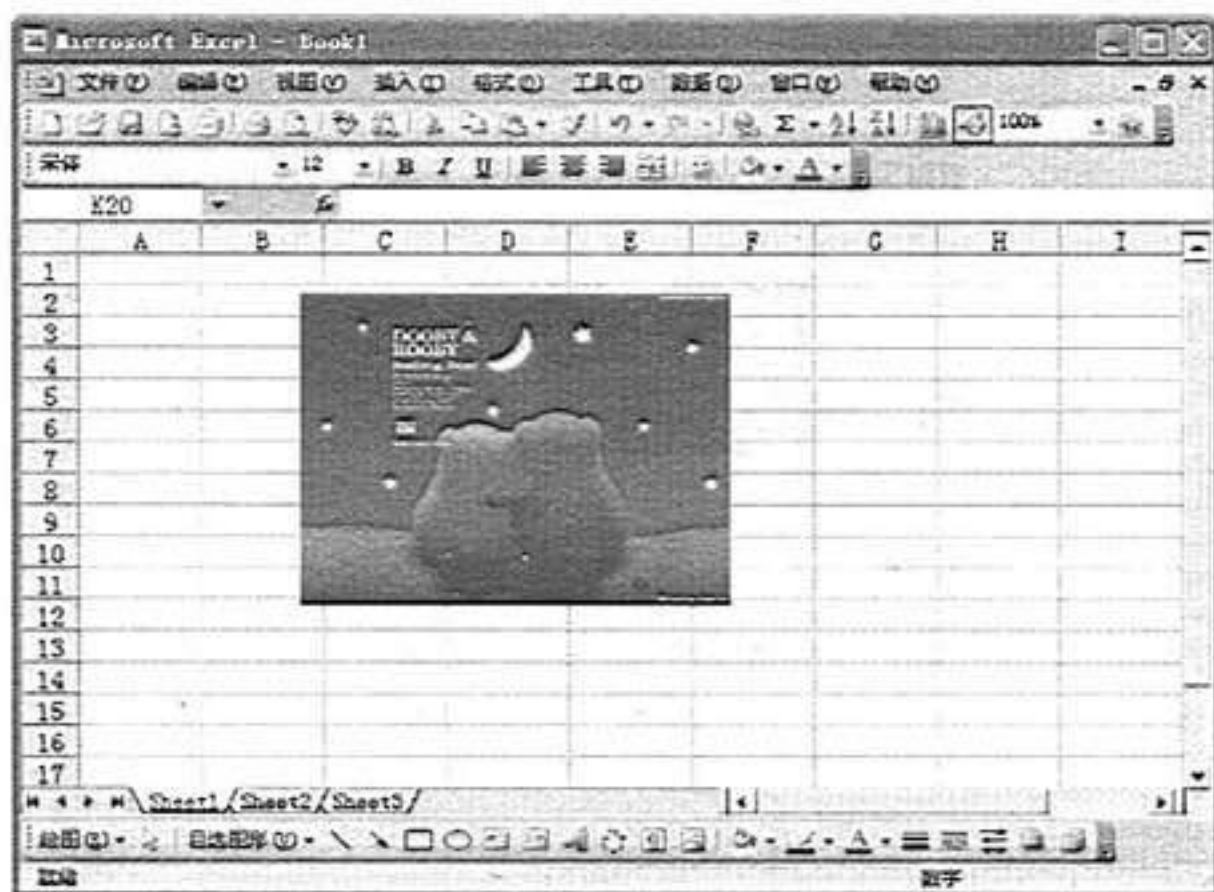 Microsoft Excel - Book1
文件(F) 编辑(E) 视图(V) 插入(I) 格式(O) 工具(T) 数据(D) 窗口(W) 帮助(H)
Σ 100%
宋体 12 B I U A
K20 fx
A B C D E F G H I
1
2
3
4
5
6
7
8
9
10
11
12
13
14
15
16
17
DOOBY &
Sheet1 Sheet2 Sheet3
绘图(R) 自选图形(U) A
就绪 数字